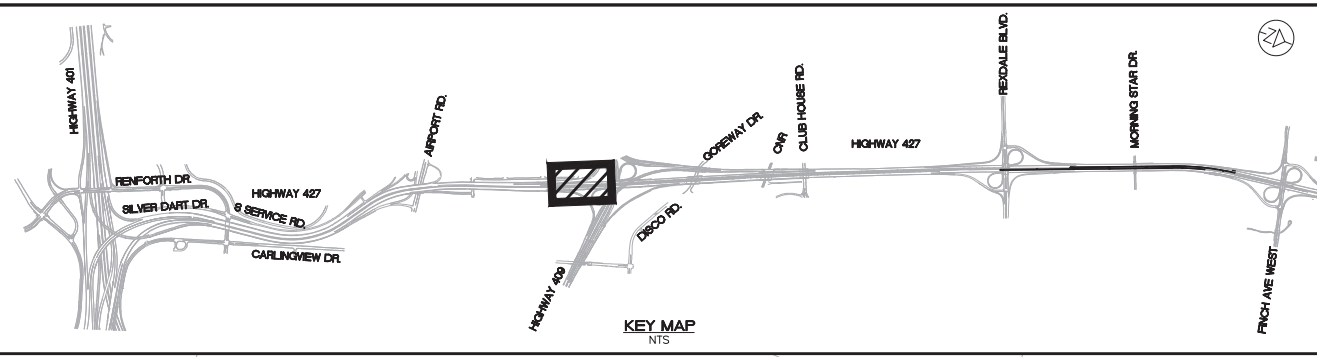 HIGHWAY 401
RENFORTH DR.
SILVER DART DR.
HIGHWAY 427
S SERVICE RD.
CARLINGVIEW DR.
AIRPORT RD.
HIGHWAY 409
DISCO RD.
GOREWAY DR.
CNR
CLUB HOUSE RD.
HIGHWAY 427
REXDALE BLVD.
MORNING STAR DR.
FINCH AVE WEST
N
KEY MAP
NTS